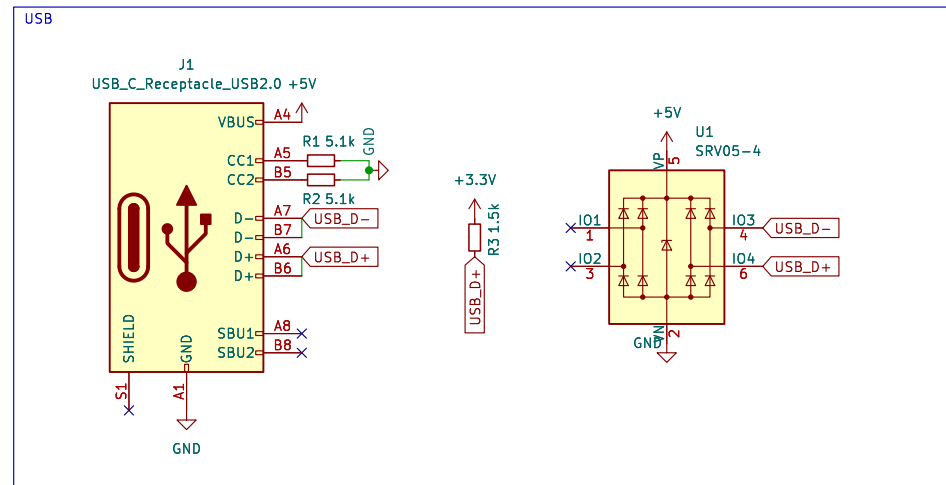 USB
J1
USB_C_Receptacle_USB2.0
+5V
VBUS
A4
CC1
A5
R1 5.1k
GND
CC2
B5
R2 5.1k
D-
A7
USB_D-
D-
B7
D+
A6
USB_D+
D+
B6
SBU1
A8
SBU2
B8
SHIELD
S1
GND
A1
GND
+3.3V
R3 1.5k
USB_D+
+5V
U1
SRV05-4
VP
5
IO1
1
IO2
3
IO3
4
USB_D-
IO4
6
USB_D+
VN
2
GND